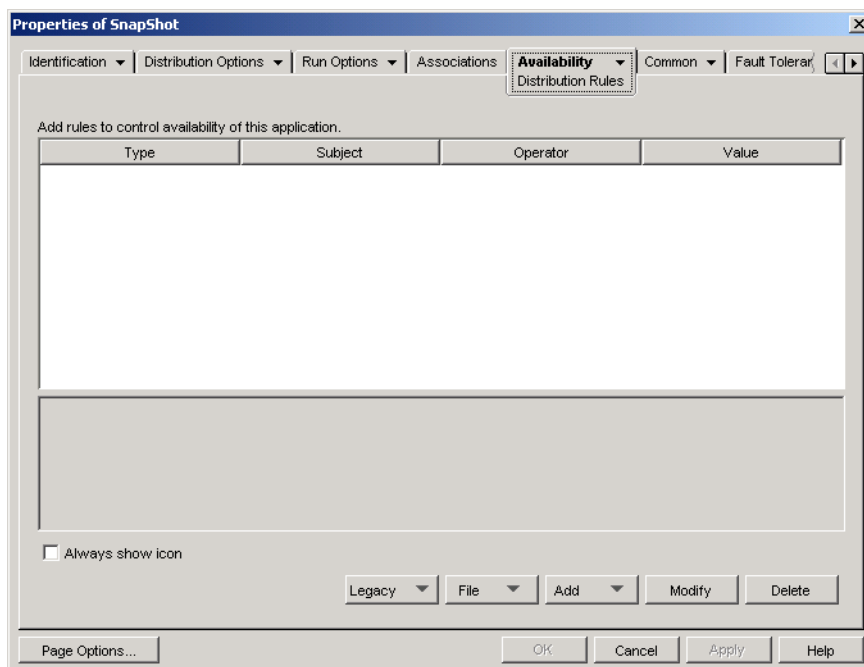 Properties of SnapShot
Identification Distribution Options Run Options Associations Availability Common Fault
Distribution Rules
Add rules to control availability of this application.
Type Subject Operator Value
Always show icon
Legacy File Add Modify Delete
Page Options... OK Cancel Apply Help